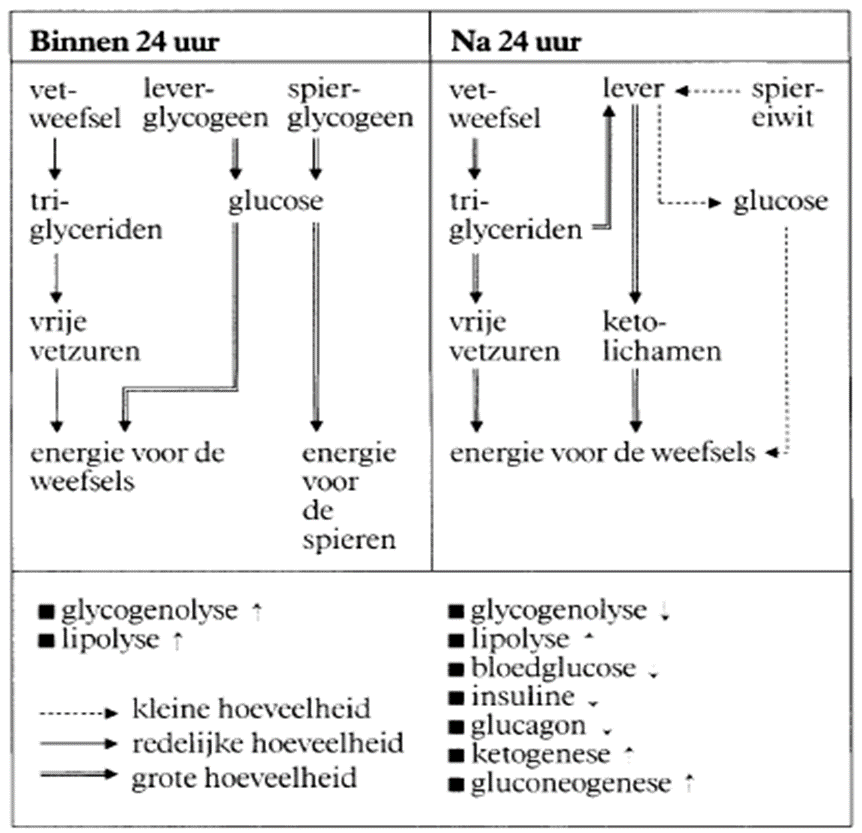 Binnen 24 uur
vet-
weefsel
lever-
glycogeen
spier-
glycogeen
tri-
glyceriden
glucose
vrije
vetzuren
energie voor de
weefsels
energie
voor
de
spieren
Na 24 uur
vet-
weefsel
lever
spier-
eiwit
tri-
glyceriden
glucose
vrije
vetzuren
keto-
lichamen
energie voor de weefsels
■ glycogenolyse ↑
■ lipolyse ↑
kleine hoeveelheid
redelijke hoeveelheid
grote hoeveelheid
■ glycogenolyse ↓
■ lipolyse ↑
■ bloedglucose ↓
■ insuline ↓
■ glucagon ↓
■ ketogenese ↑
■ gluconeogenese ↑